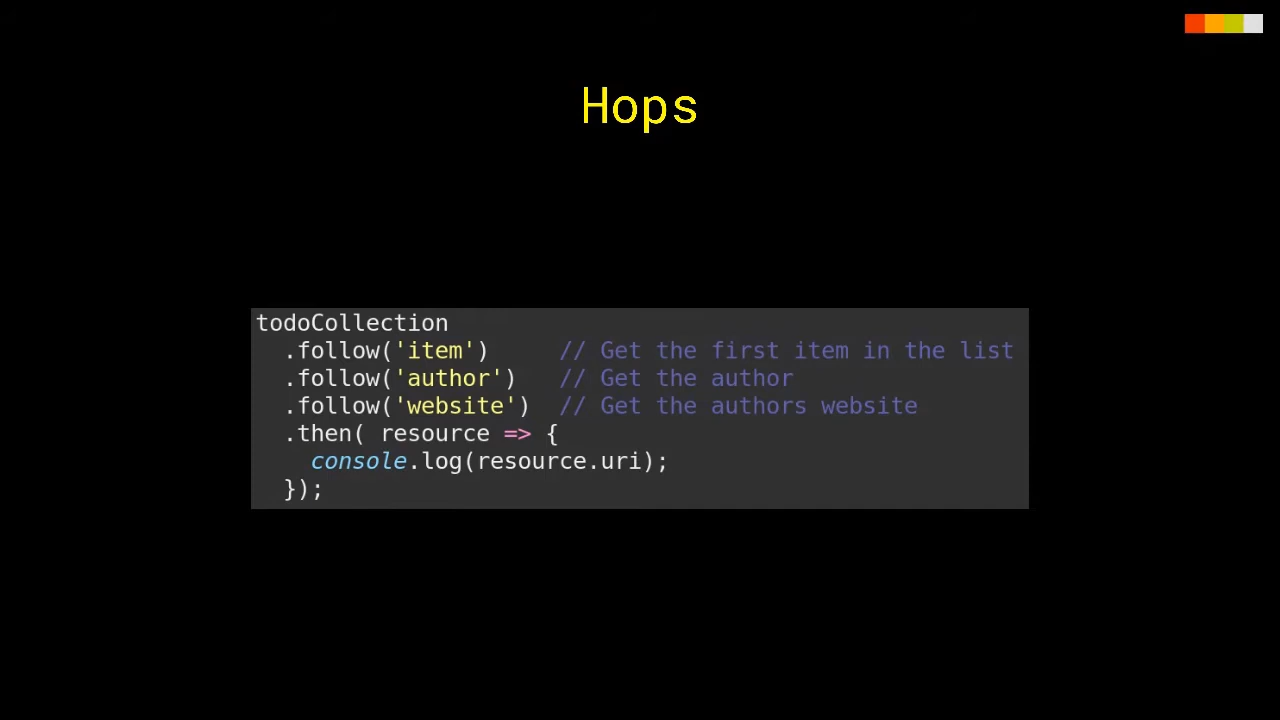 Hops
todoCollection
  .follow('item')     // Get the first item in the list
  .follow('author')   // Get the author
  .follow('website')  // Get the authors website
  .then( resource => {
    console.log(resource.uri);
  });